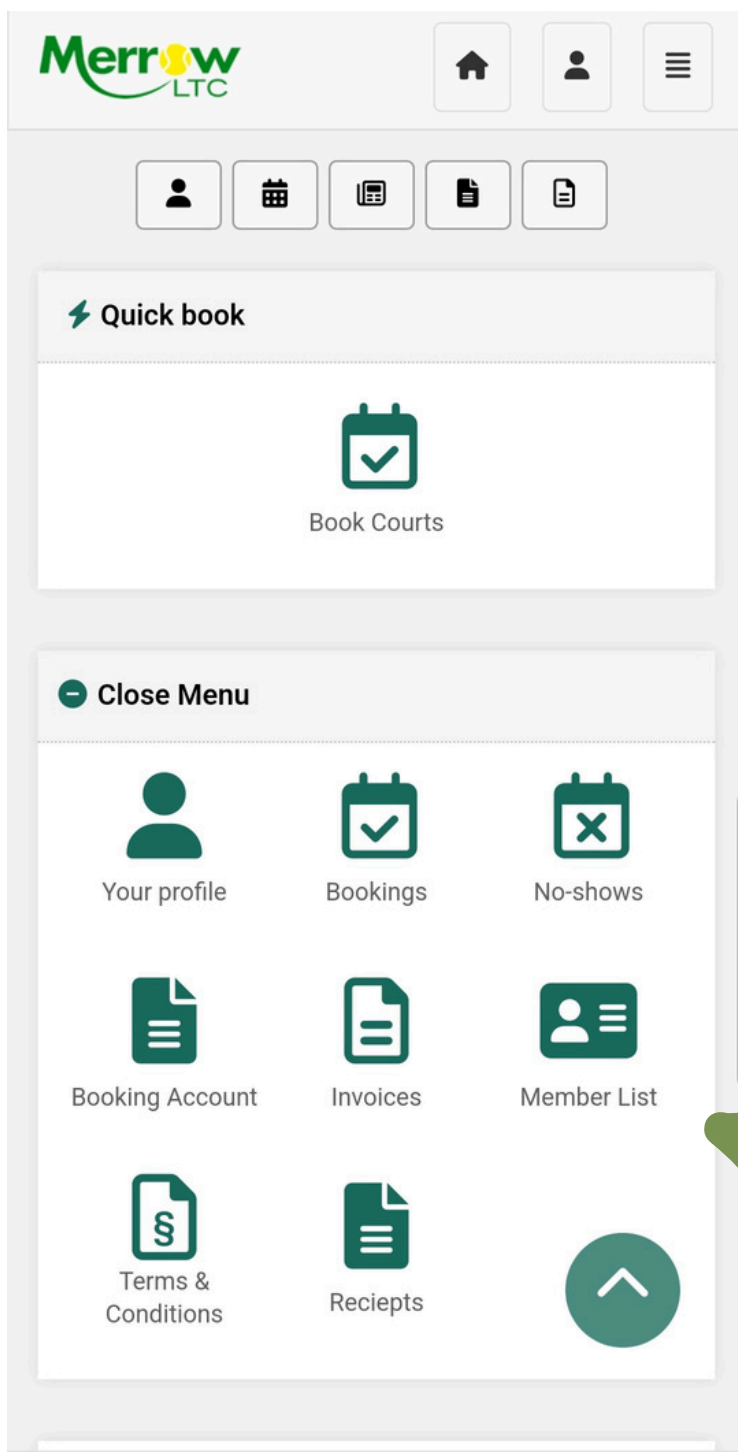 Merrow
LTC
Quick book
Book Courts
Close Menu
Your profile
Bookings
No-shows
Booking Account
Invoices
Member List
§
Terms &
Conditions
Reciepts